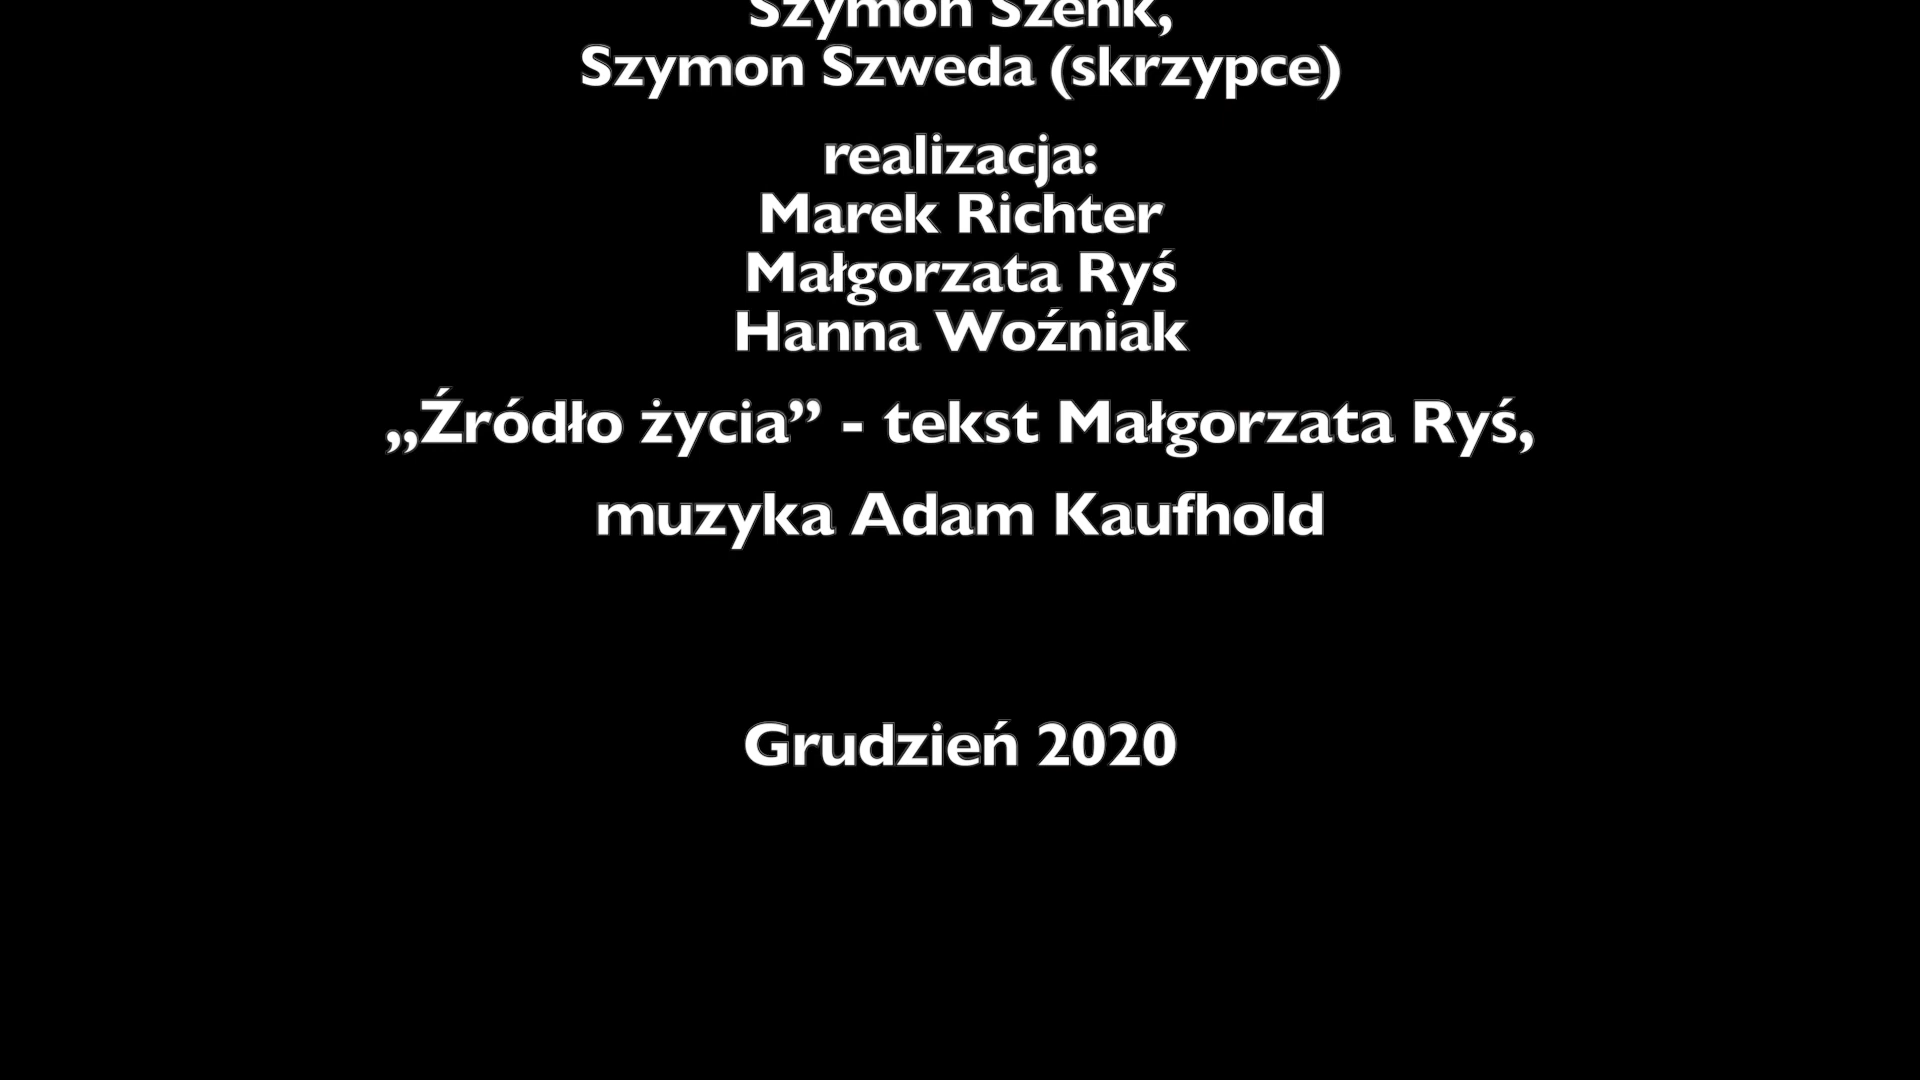 Szymon Szenk,
Szymon Szweda (skrzypce)
realizacja:
Marek Richter
Małgorzata Ryś
Hanna Woźniak
„Źródło życia” - tekst Małgorzata Ryś,
muzyka Adam Kaufhold
Grudzień 2020